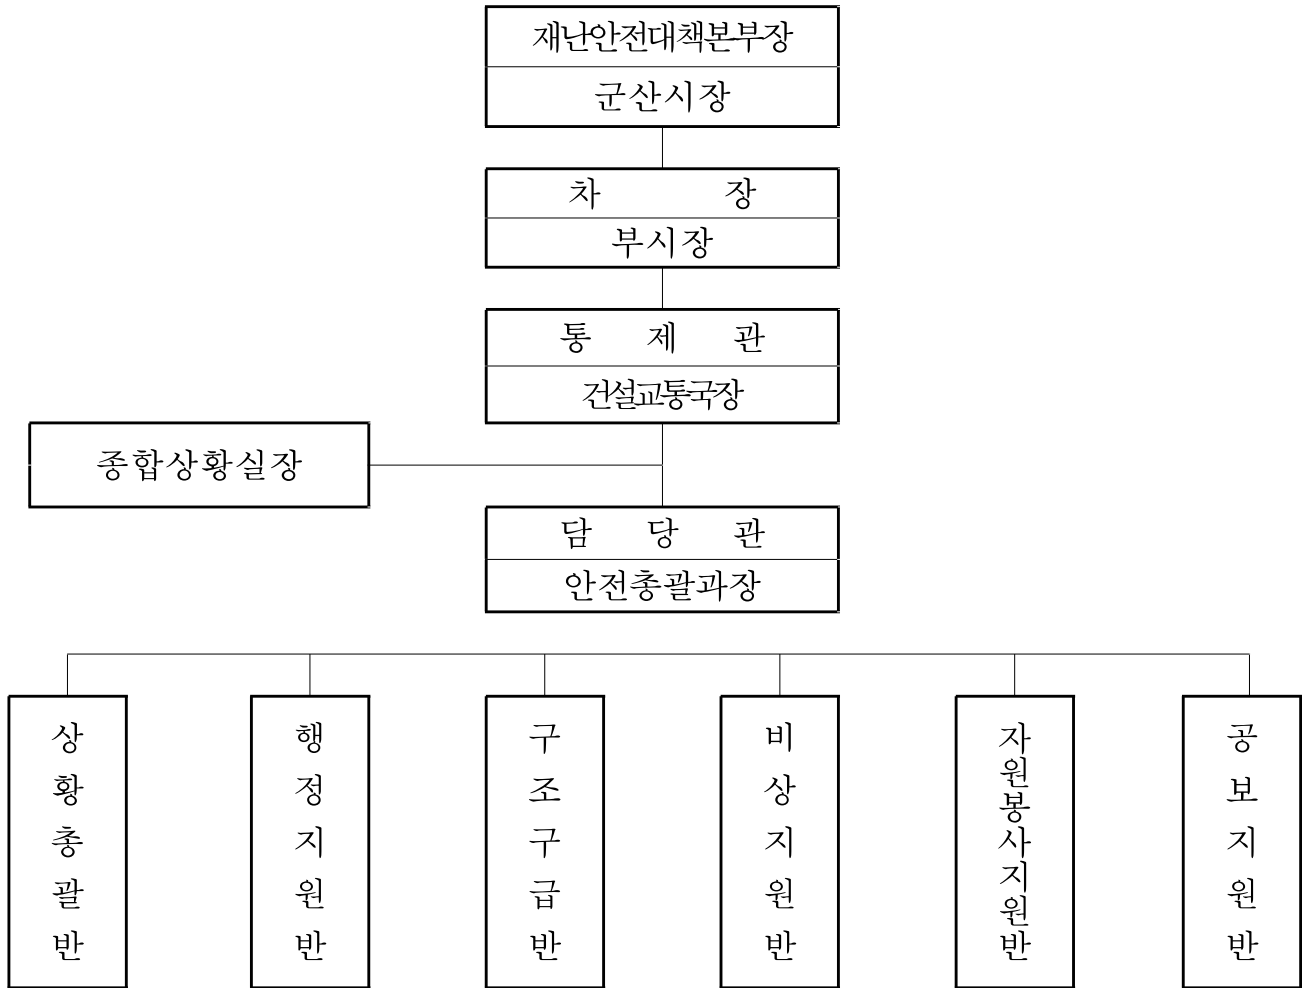 재난안전대책본부장
군산시장
차 장
부시장
통 제 관
건설교통국장
종합상황실장
담 당 관
안전총괄과장
상황총괄반
행정지원반
구조구급반
비상지원반
자원봉사지원반
공보지원반